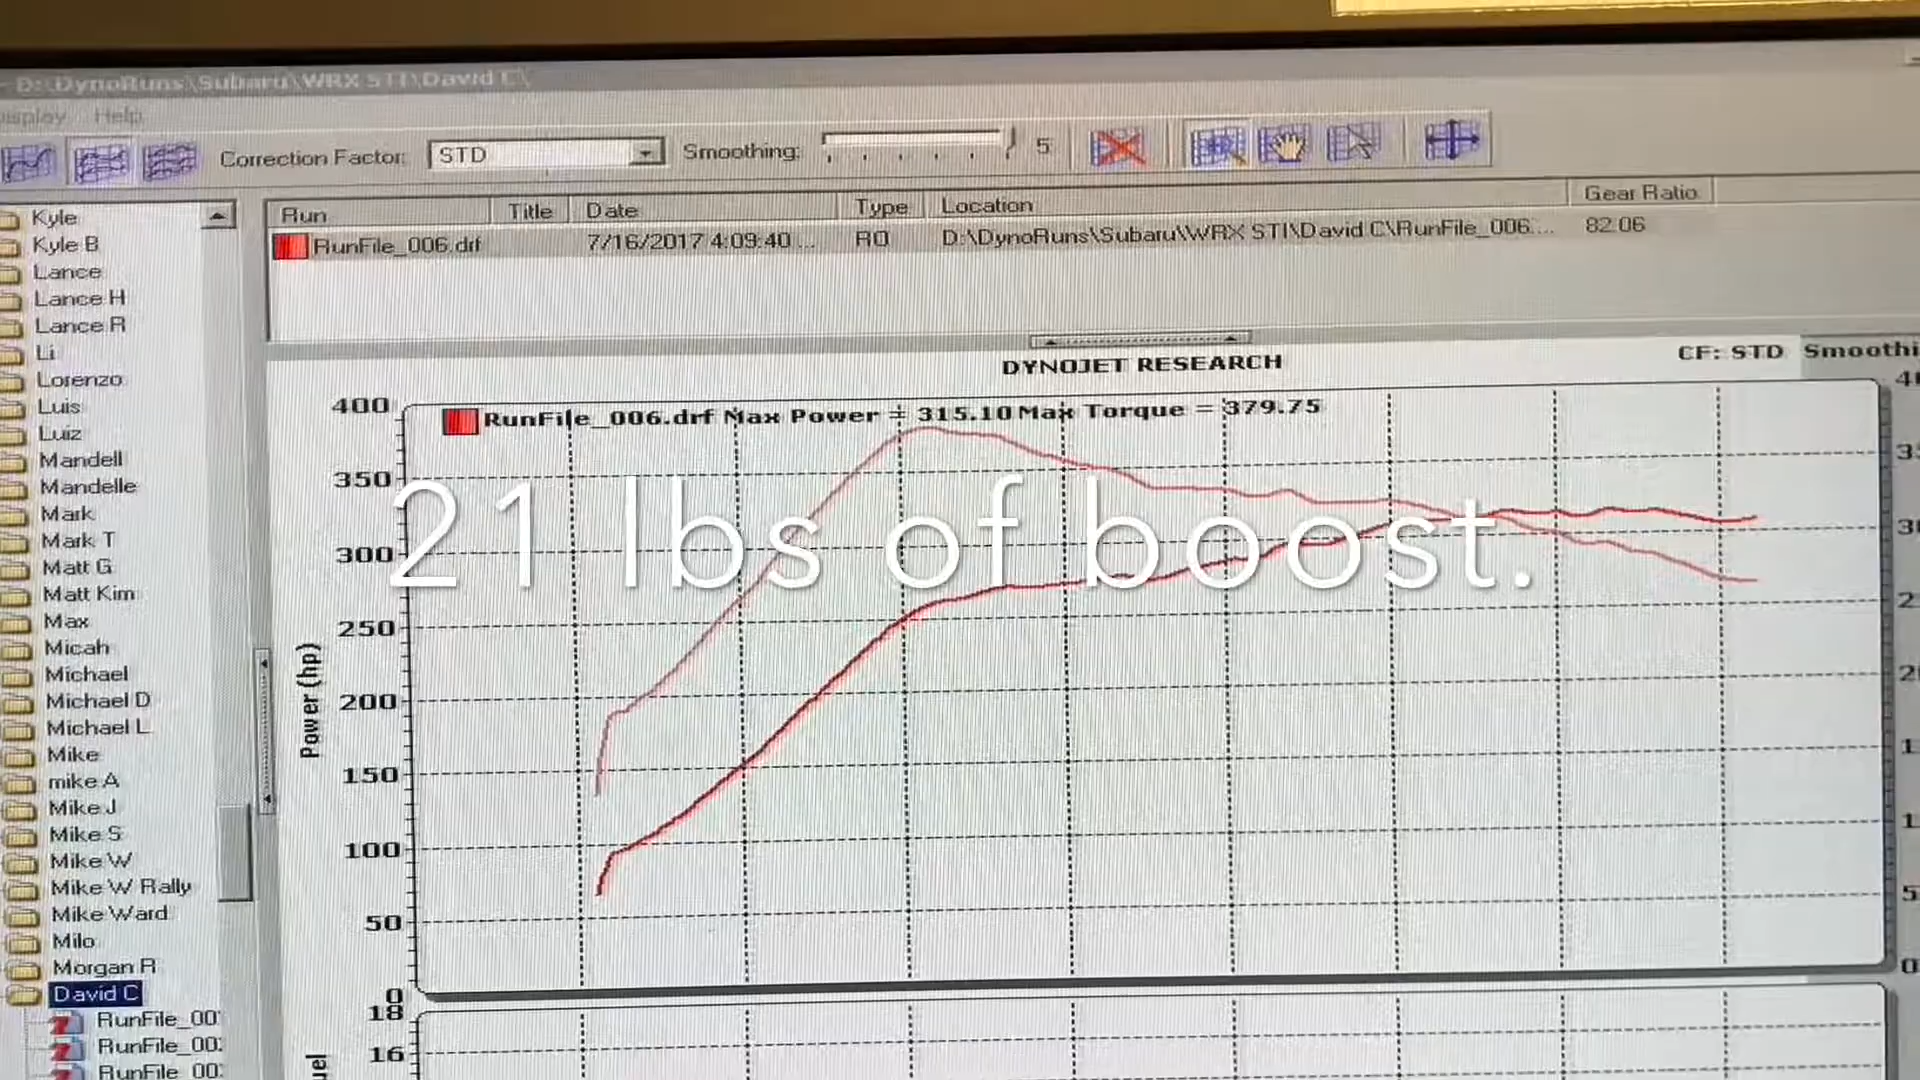 D:\DynoRuns\Subaru\WRX STI\David C\
Help
Correction Factor: STD Smoothing: 5
Run Title Date Type Location Gear Ratio
RunFile_006.drf 7/16/2017 4:09:40 ... RO D:\DynoRuns\Subaru\WRX STI\David C\RunFile_006.... 82.06
Kyle
Kyle B
Lance
Lance H
Lance R
Li
Lorenzo
Luis
Luiz
Mandell
Mandelle
Mark
Mark T
Matt G
Matt Kim
Max
Micah
Michael
Michael D
Michael L
Mike
mike A
Mike J
Mike S
Mike W
Mike W Rally
Mike Ward
Milo
Morgan R
David C
RunFile_00
RunFile_00
RunFile_00
DYNOJET RESEARCH
CF: STD Smoothi
RunFile_006.drf Max Power = 315.10 Max Torque = 379.75
400
350
300
250
200
150
100
50
0
Power (hp)
21 lbs of boost.
18
16